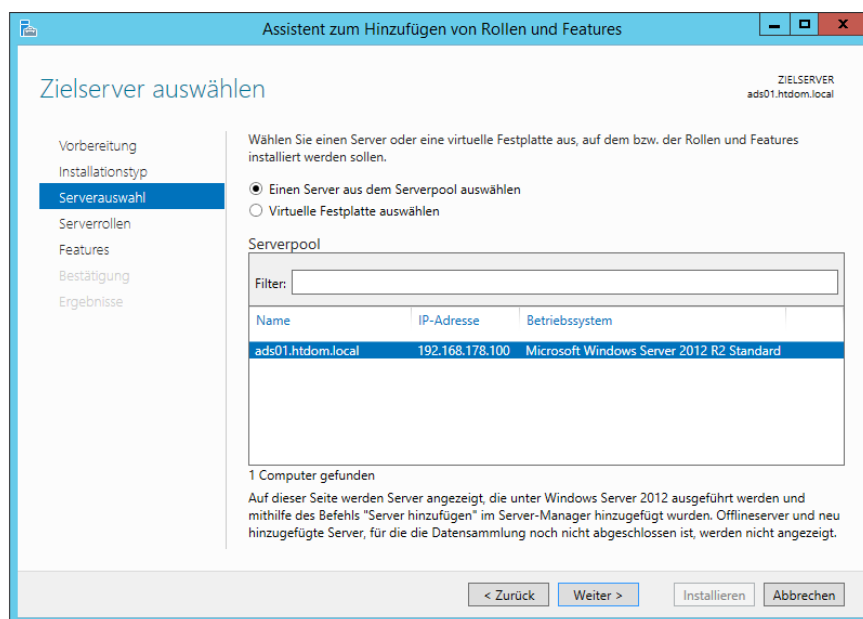 Assistent zum Hinzufügen von Rollen und Features
Zielserver auswählen
ZIELSERVER
ads01.htdom.local
Vorbereitung
Installationstyp
Serverauswahl
Serverrollen
Features
Bestätigung
Ergebnisse
Wählen Sie einen Server oder eine virtuelle Festplatte aus, auf dem bzw. der Rollen und Features
installiert werden sollen.
Einen Server aus dem Serverpool auswählen
Virtuelle Festplatte auswählen
Serverpool
Filter:
Name IP-Adresse Betriebssystem
ads01.htdom.local 192.168.178.100 Microsoft Windows Server 2012 R2 Standard
1 Computer gefunden
Auf dieser Seite werden Server angezeigt, die unter Windows Server 2012 ausgeführt werden und
mithilfe des Befehls "Server hinzufügen" im Server-Manager hinzugefügt wurden. Offlineserver und neu
hinzugefügte Server, für die die Datensammlung noch nicht abgeschlossen ist, werden nicht angezeigt.
< Zurück Weiter > Installieren Abbrechen